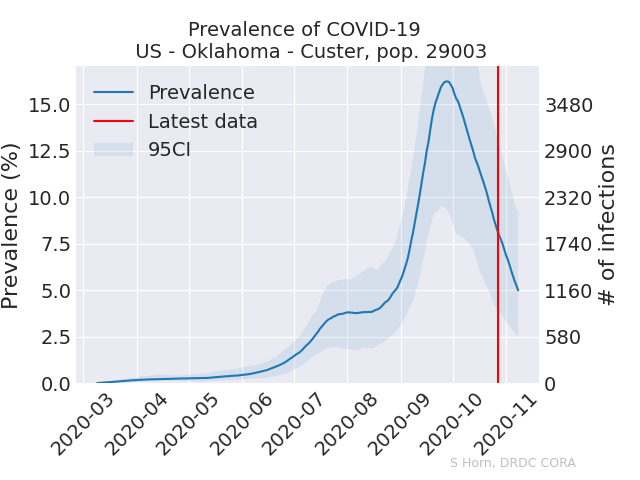 Prevalence of COVID-19
US - Oklahoma - Custer, pop. 29003
Prevalence (%)
15.0
12.5
10.0
7.5
5.0
2.5
0.0
Prevalence
Latest data
95CI
3480
2900
2320
1740
1160
580
0
# of infections
2020-03
2020-04
2020-05
2020-06
2020-07
2020-08
2020-09
2020-10
2020-11
S Horn, DRDC CORA